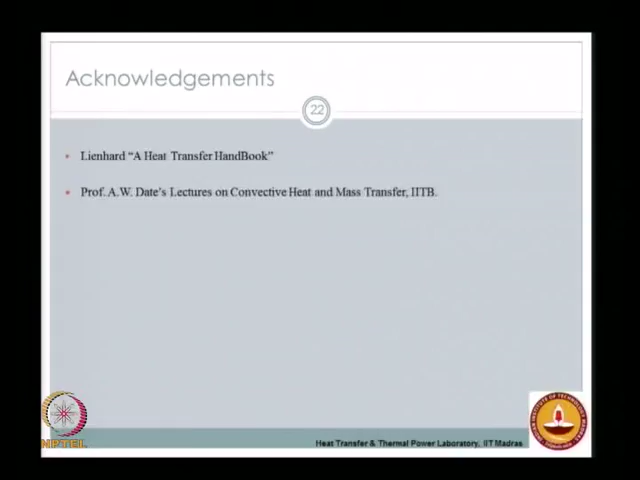 Acknowledgements
22
• Lienhard “A Heat Transfer HandBook”
• Prof. A.W. Date’s Lectures on Convective Heat and Mass Transfer, IITB.
NPTEL
Heat Transfer & Thermal Power Laboratory, IIT Madras